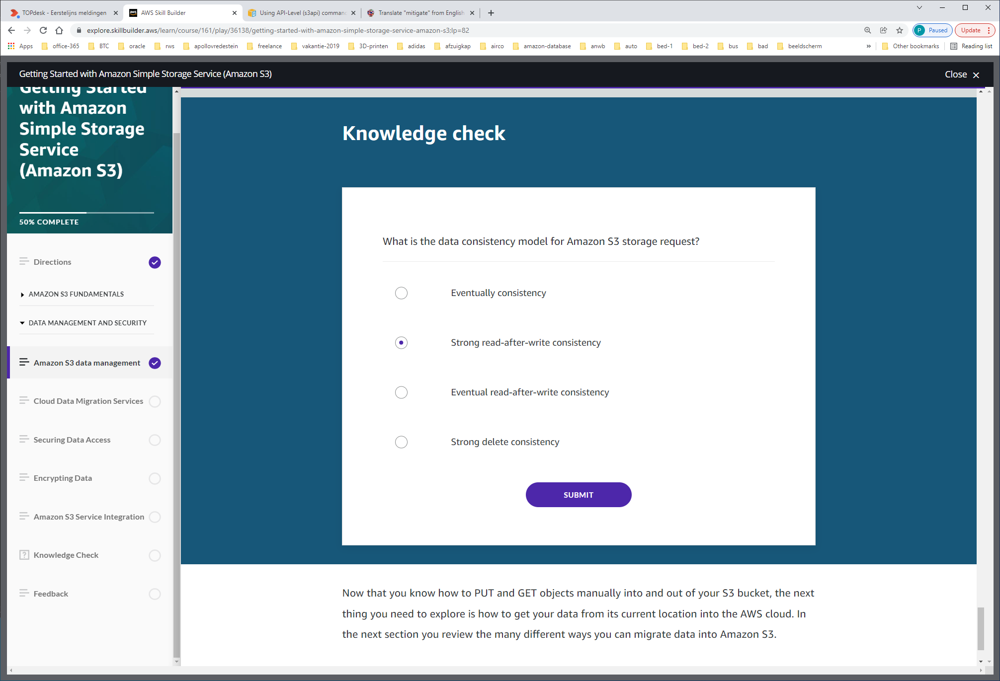 TOPdesk - Eerstelijns meldingen
AWS Skill Builder
Using API-Level (s3api) comman
Translate "mitigate" from English
explore.skillbuilder.aws/learn/course/161/play/36138/getting-started-with-amazon-simple-storage-service-amazon-s3;lp=82
P Paused
Update
Apps
office-365
BTC
oracle
rws
apollovredestein
freelance
vakantie-2019
3D-printen
adidas
afzuigkap
airco
amazon-database
anwb
auto
bed-1
bed-2
bus
bad
beeldscherm
»
Other bookmarks
Reading list
Getting Started with Amazon Simple Storage Service (Amazon S3)
Close
Getting Started
with Amazon
Simple Storage
Service
(Amazon S3)
50% COMPLETE
Directions
AMAZON S3 FUNDAMENTALS
DATA MANAGEMENT AND SECURITY
Amazon S3 data management
Cloud Data Migration Services
Securing Data Access
Encrypting Data
Amazon S3 Service Integration
Knowledge Check
Feedback
Knowledge check
What is the data consistency model for Amazon S3 storage request?
Eventually consistency
Strong read-after-write consistency
Eventual read-after-write consistency
Strong delete consistency
SUBMIT
Now that you know how to PUT and GET objects manually into and out of your S3 bucket, the next
thing you need to explore is how to get your data from its current location into the AWS cloud. In
the next section you review the many different ways you can migrate data into Amazon S3.